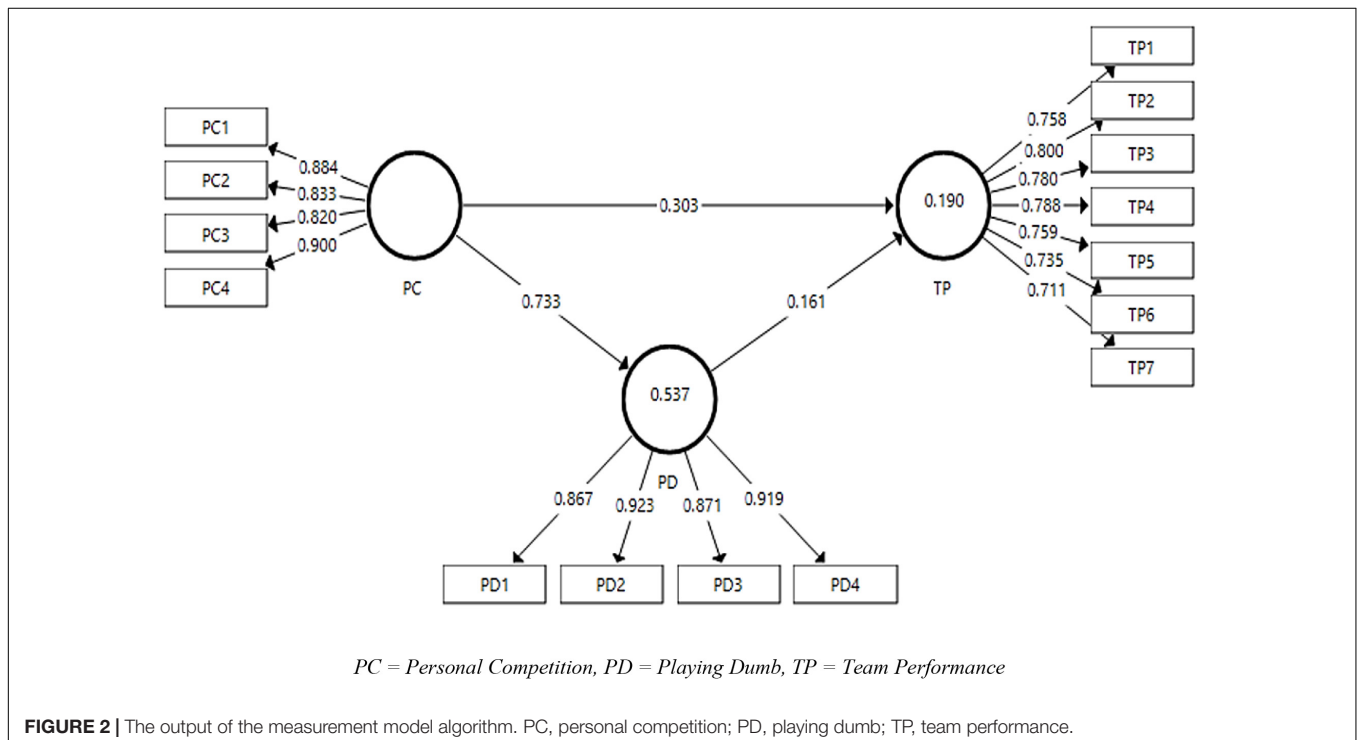 TP1
TP2
TP3
TP4
TP5
TP6
TP7
0.758
0.800
0.780
0.788
0.759
0.735
0.711
PC1
PC2
PC3
PC4
0.884
0.833
0.820
0.900
PC
0.303
0.190
TP
0.733
0.161
0.537
PD
0.867
0.923
0.871
0.919
PD1
PD2
PD3
PD4
PC = Personal Competition, PD = Playing Dumb, TP = Team Performance
FIGURE 2 | The output of the measurement model algorithm. PC, personal competition; PD, playing dumb; TP, team performance.